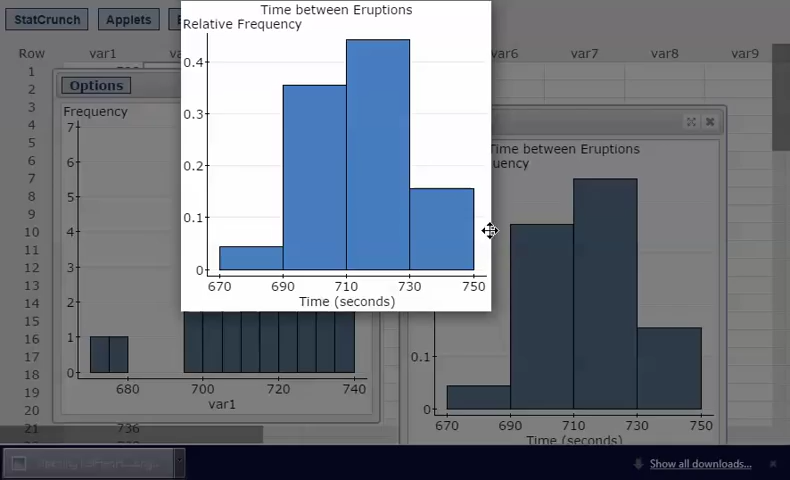 StatCrunch Applets
Row var1 var6 var7 var8 var9
1
2
3
4
5
6
7
8
9
10
11
12
13
14
15
16
17
18
19
20
21 736
Options
Frequency
7
6
5
4
3
2
1
0
680 700 720 740
var1
Time between Eruptions
Relative Frequency
0.4
0.3
0.2
0.1
0
670 690 710 730 750
Time (seconds)
Time between Eruptions
uency
0.1
0
670 690 710 730 750
Time (seconds)
Show all downloads...